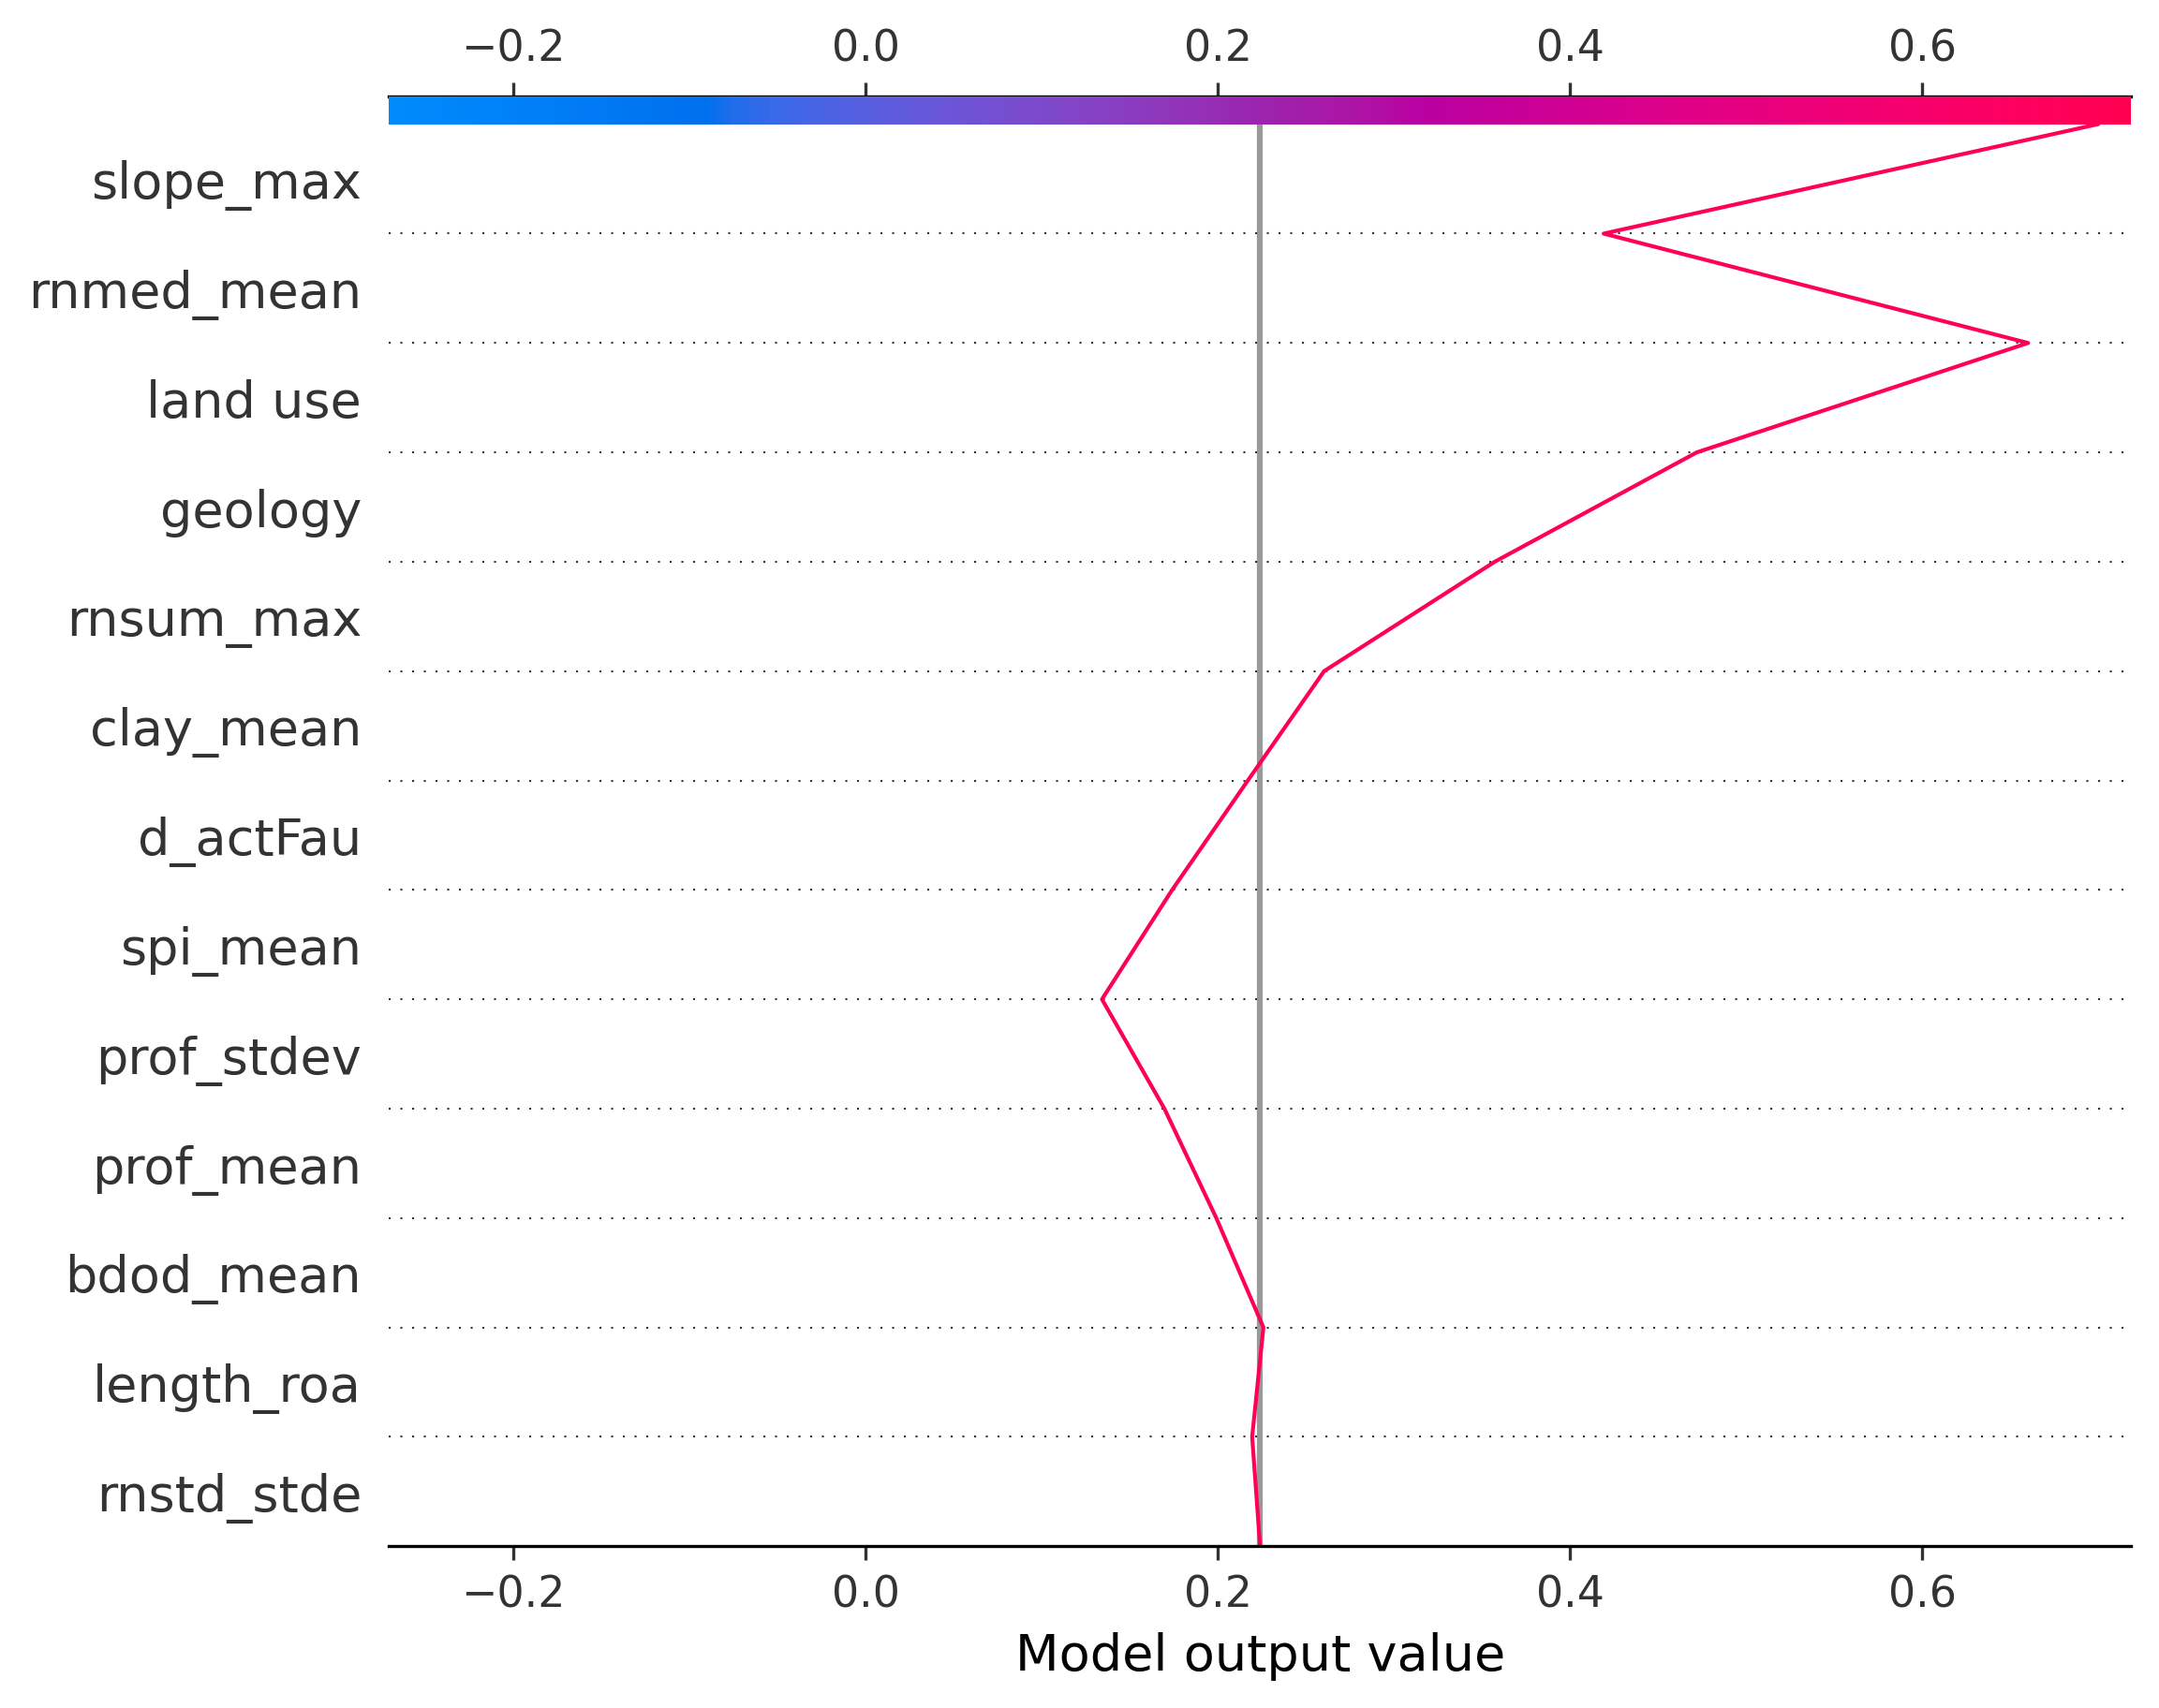 −0.2 0.0 0.2 0.4 0.6
slope_max
rnmed_mean
land use
geology
rnsum_max
clay_mean
d_actFau
spi_mean
prof_stdev
prof_mean
bdod_mean
length_roa
rnstd_stde
−0.2 0.0 0.2 0.4 0.6
Model output value